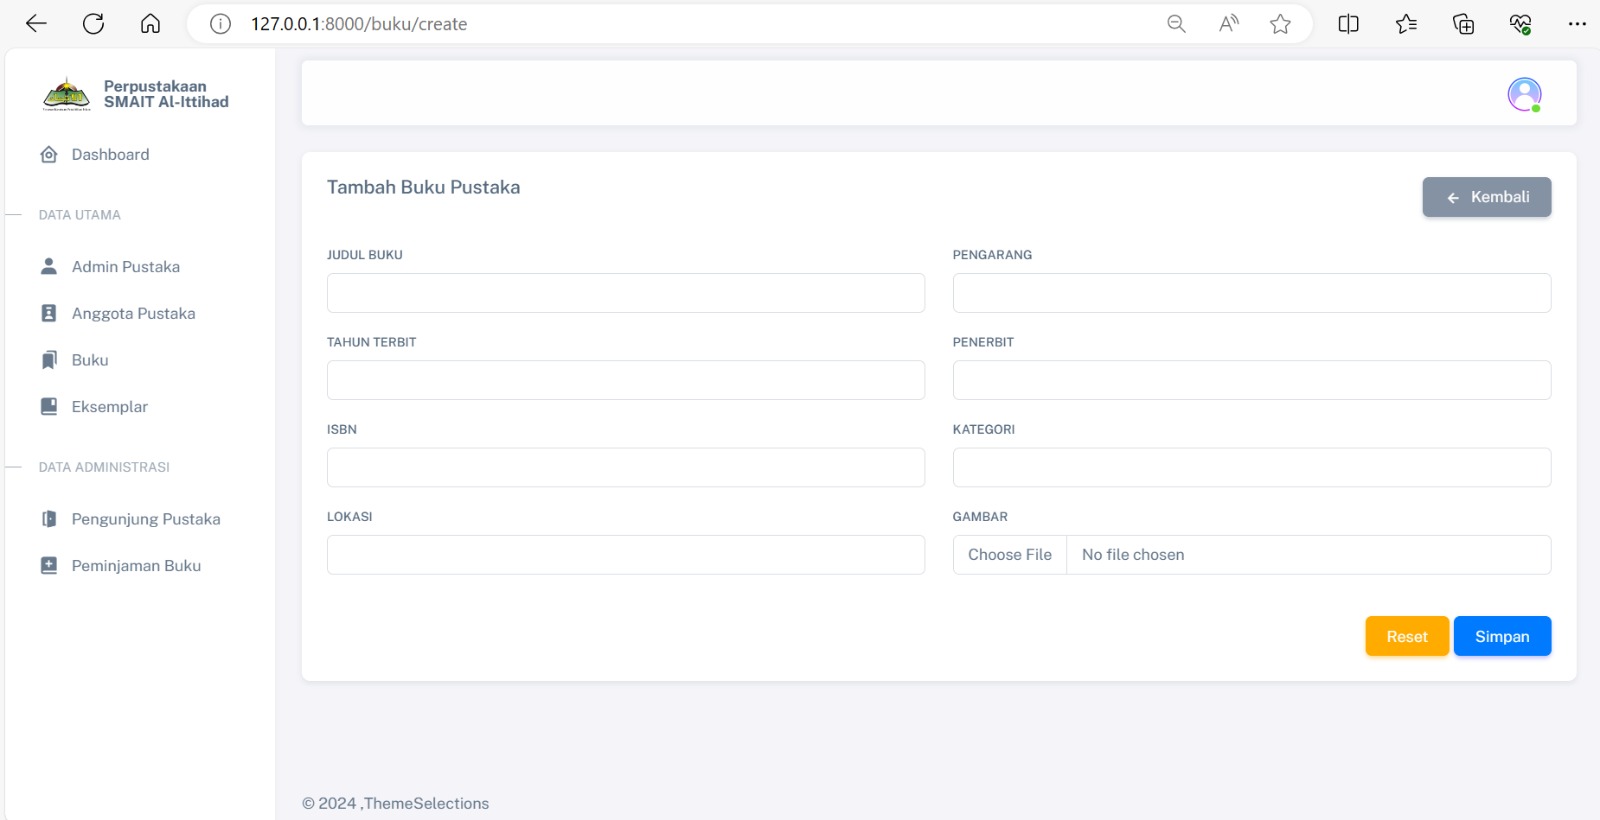 127.0.0.1:8000/buku/create
Perpustakaan
SMAIT Al-Ittihad
Dashboard
DATA UTAMA
Admin Pustaka
Anggota Pustaka
Buku
Eksemplar
DATA ADMINISTRASI
Pengunjung Pustaka
Peminjaman Buku
Tambah Buku Pustaka
Kembali
JUDUL BUKU
PENGARANG
TAHUN TERBIT
PENERBIT
ISBN
KATEGORI
LOKASI
GAMBAR
Choose File No file chosen
Reset Simpan
© 2024 ,ThemeSelections